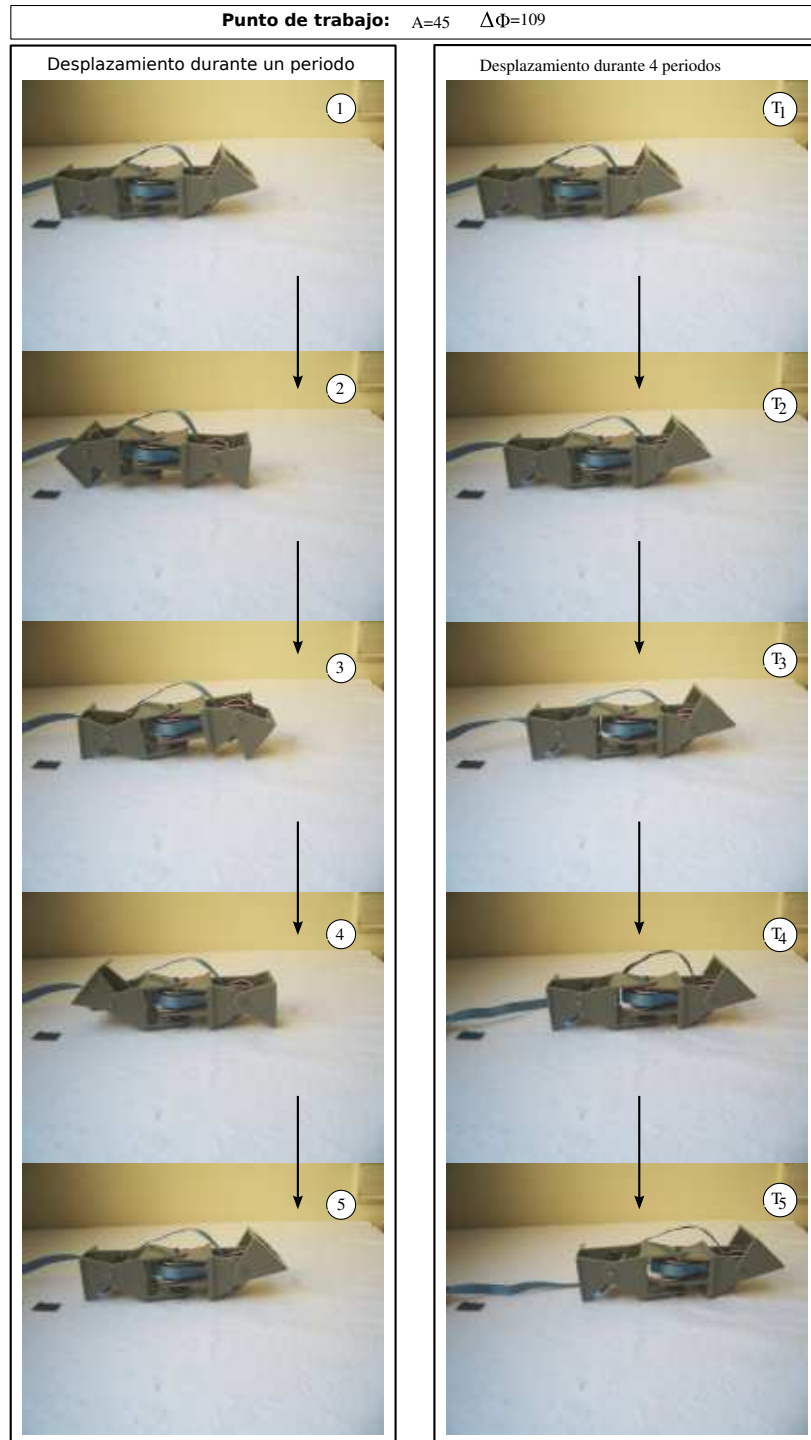 Punto de trabajo: A=45 ΔΦ=109
Desplazamiento durante un periodo
1
2
3
4
5
Desplazamiento durante 4 periodos
T1
T2
T3
T4
T5